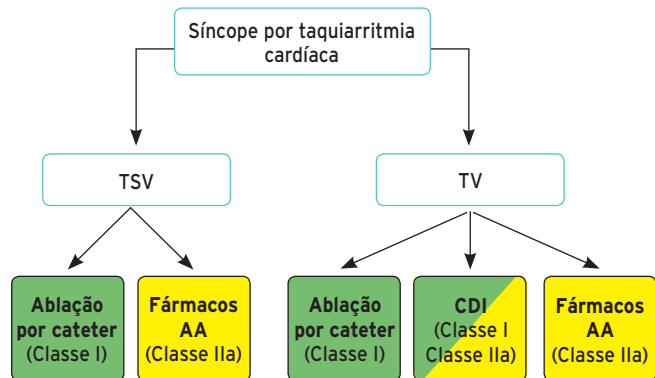 Síncope por taquiarritmia
cardíaca
TSV
TV
Ablação
por cateter
(Classe I)
Fármacos
AA
(Classe IIa)
Ablação
por cateter
(Classe I)
CDI
(Classe I
Classe IIa)
Fármacos
AA
(Classe IIa)